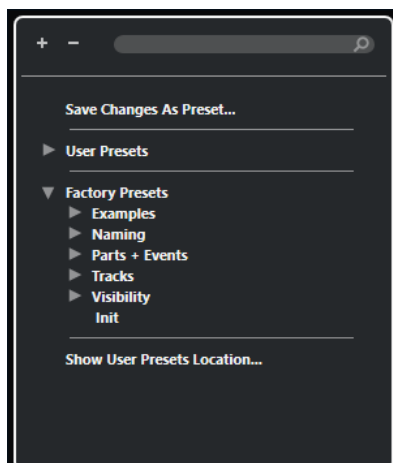 Save Changes As Preset...
User Presets
Factory Presets
Examples
Naming
Parts + Events
Tracks
Visibility
Init
Show User Presets Location...